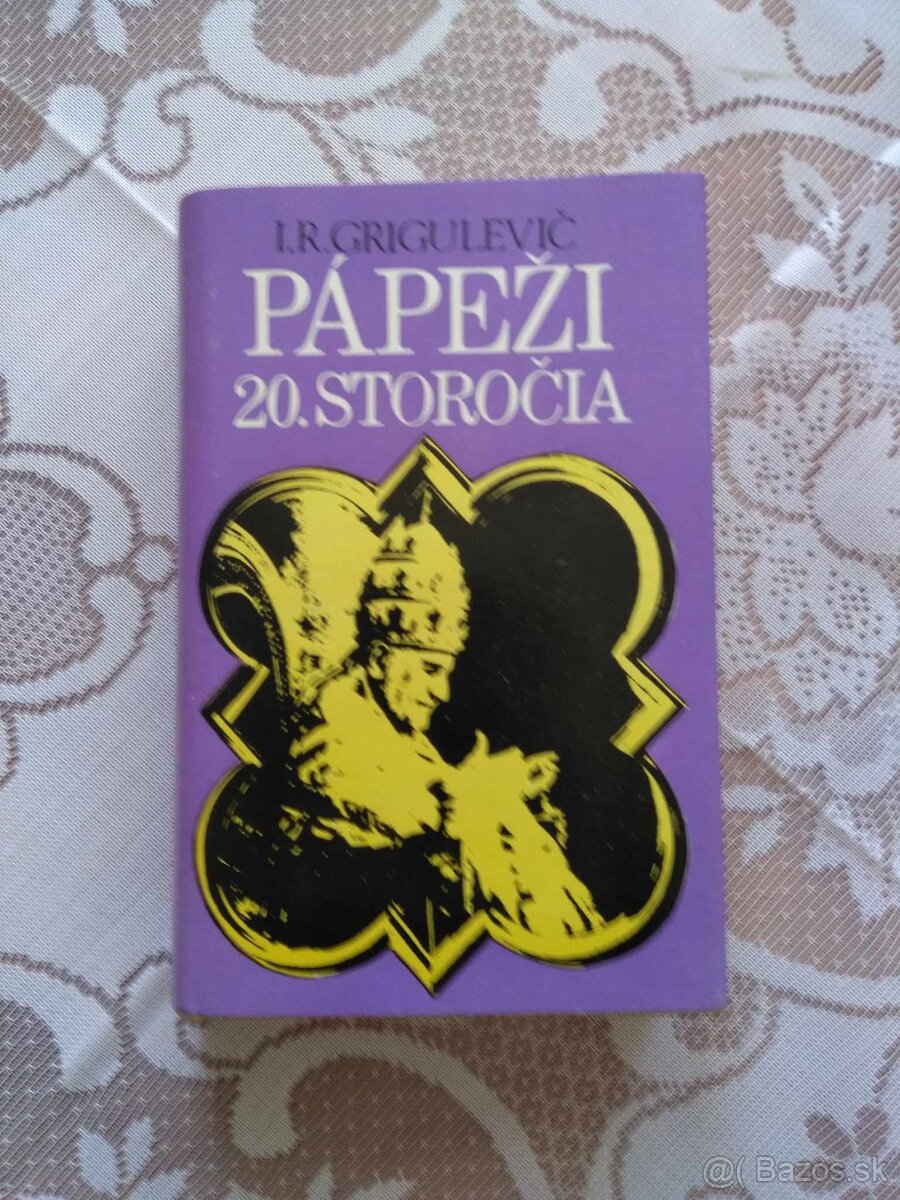 I.R.GRIGULEVIČ
PÁPEŽI
20.STOROČIA
@( Bazos.sk